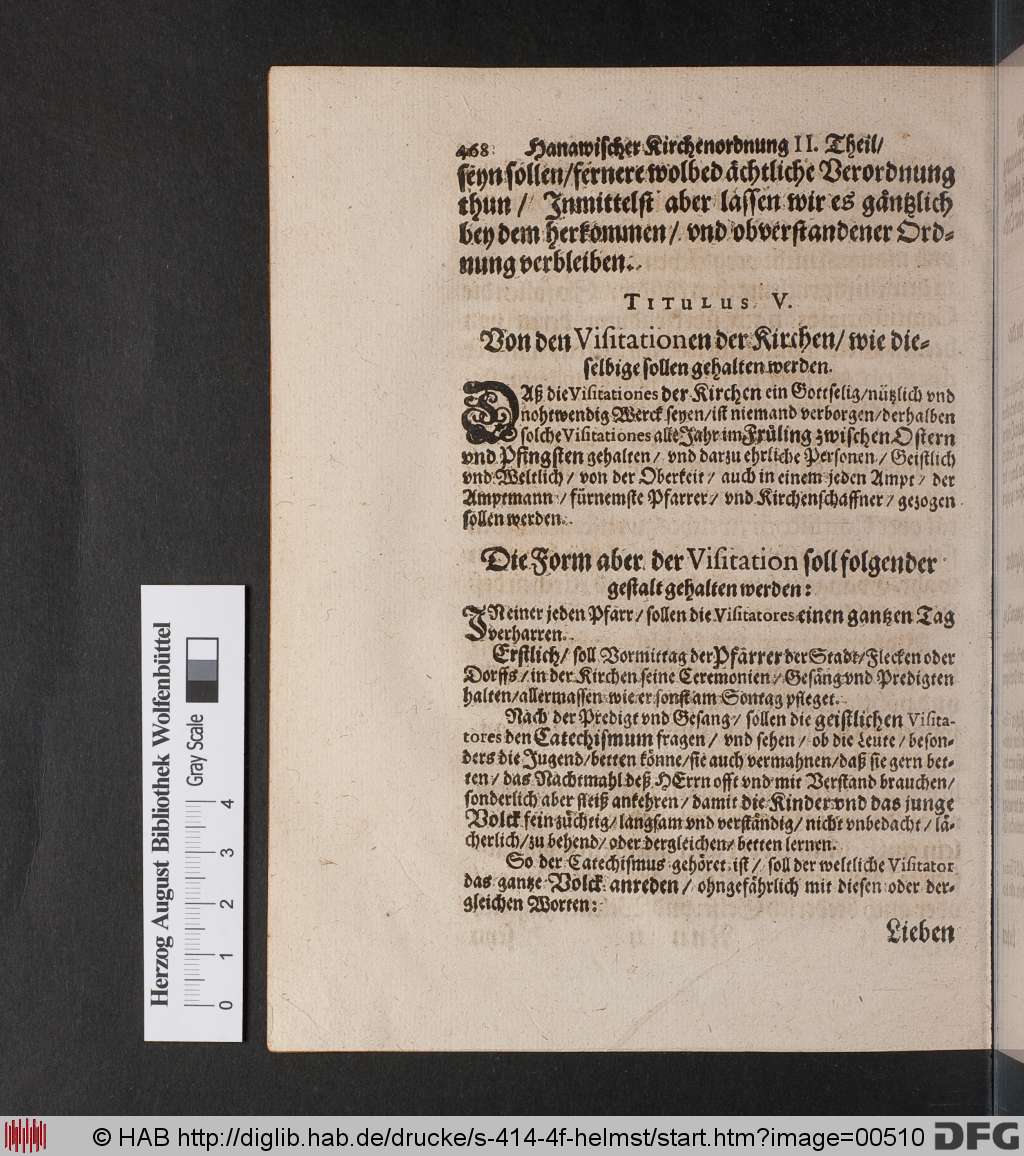 468 Hanawischer Kirchenordnung II. Theil/
seyn sollen/ fernere wolbedächtliche Verordnung
thun/ Inmittelst aber lassen wir es gäntzlich
bey dem herkommen/ vnd obverstandener Ord-
nung verbleiben.
TITULUS V.
Von den Visitationen der Kirchen/ wie die-
selbige sollen gehalten werden.
DAß die Visitationes der Kirchen ein Gottselig/ nützlich vnd
nohtwendig Werck seyen/ ist niemand verborgen/ derhalben
solche Visitationes alle Jahr im Früling zwischen Ostern
vnd Pfingsten gehalten/ vnd darzu ehrliche Personen/ Geistlich
vnd Weltlich/ von der Oberkeit/ auch in einem jeden Ampt/ der
Amptmann/ fürnemste Pfarrer/ vnd Kirchenschaffner/ gezogen
sollen werden.
Die Form aber der Visitation soll folgender
gestalt gehalten werden:
IN einer jeden Pfarr/ sollen die Visitatores einen gantzen Tag
verharren.
Erstlich/ soll Vormittag der Pfarrer der Stadt/ Flecken oder
Dorffs/ in der Kirchen seine Ceremonien/ Gesäng vnd Predigten
halten/ allermassen wie er sonst am Sontag pfleget.
Nach der Predigt vnd Gesang/ sollen die geistlichen Visita-
tores den Catechismum fragen/ vnd sehen/ ob die Leute/ beson-
ders die Jugend/ betten könne/ sie auch vermahnen/ daß sie gern bet-
ten/ das Nachtmahl deß HErrn offt vnd mit Verstand brauchen/
sonderlich aber fleiß ankehren/ damit die Kinder vnd das junge
Volck fein züchtig/ langsam vnd verständig/ nicht vnbedacht/ lä-
cherlich/ zu behend/ oder dergleichen/ betten lernen.
So der Catechismus gehöret ist/ soll der weltliche Visitator
das gantze Volck anreden/ ohngefährlich mit diesen oder der-
gleichen Worten:
Lieben
Herzog August Bibliothek Wolfenbüttel
Gray Scale
0 1 2 3 4
© HAB http://diglib.hab.de/drucke/s-414-4f-helmst/start.htm?image=00510 DFG